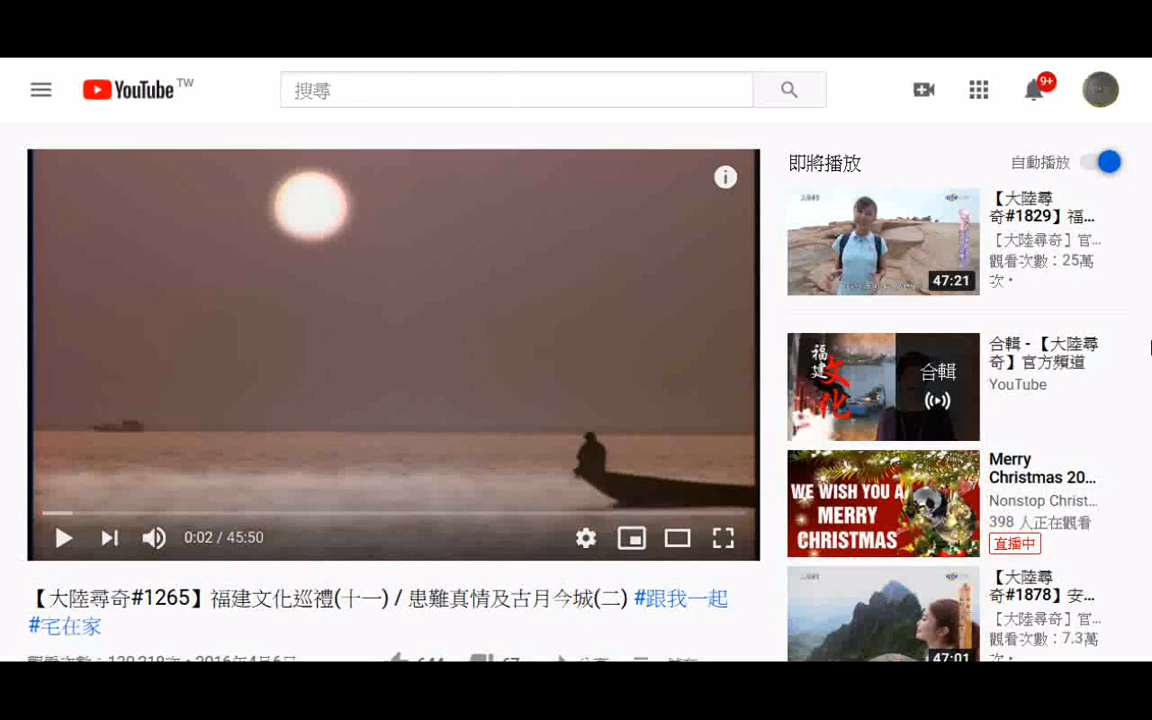 YouTube TW
搜尋
9+
即將播放
自動播放
【大陸尋
奇#1829】福...
【大陸尋奇】官...
觀看次數：25萬
次・
47:21
福建
文化
合輯
合輯 - 【大陸尋
奇】官方頻道
YouTube
WE WISH YOU A
MERRY
CHRISTMAS
Merry
Christmas 20...
Nonstop Christ...
398 人正在觀看
直播中
【大陸尋
奇#1878】安...
【大陸尋奇】官...
觀看次數：7.3萬
次・
47:01
0:02 / 45:50
【大陸尋奇#1265】福建文化巡禮(十一) / 患難真情及古月今城(二) #跟我一起
#宅在家